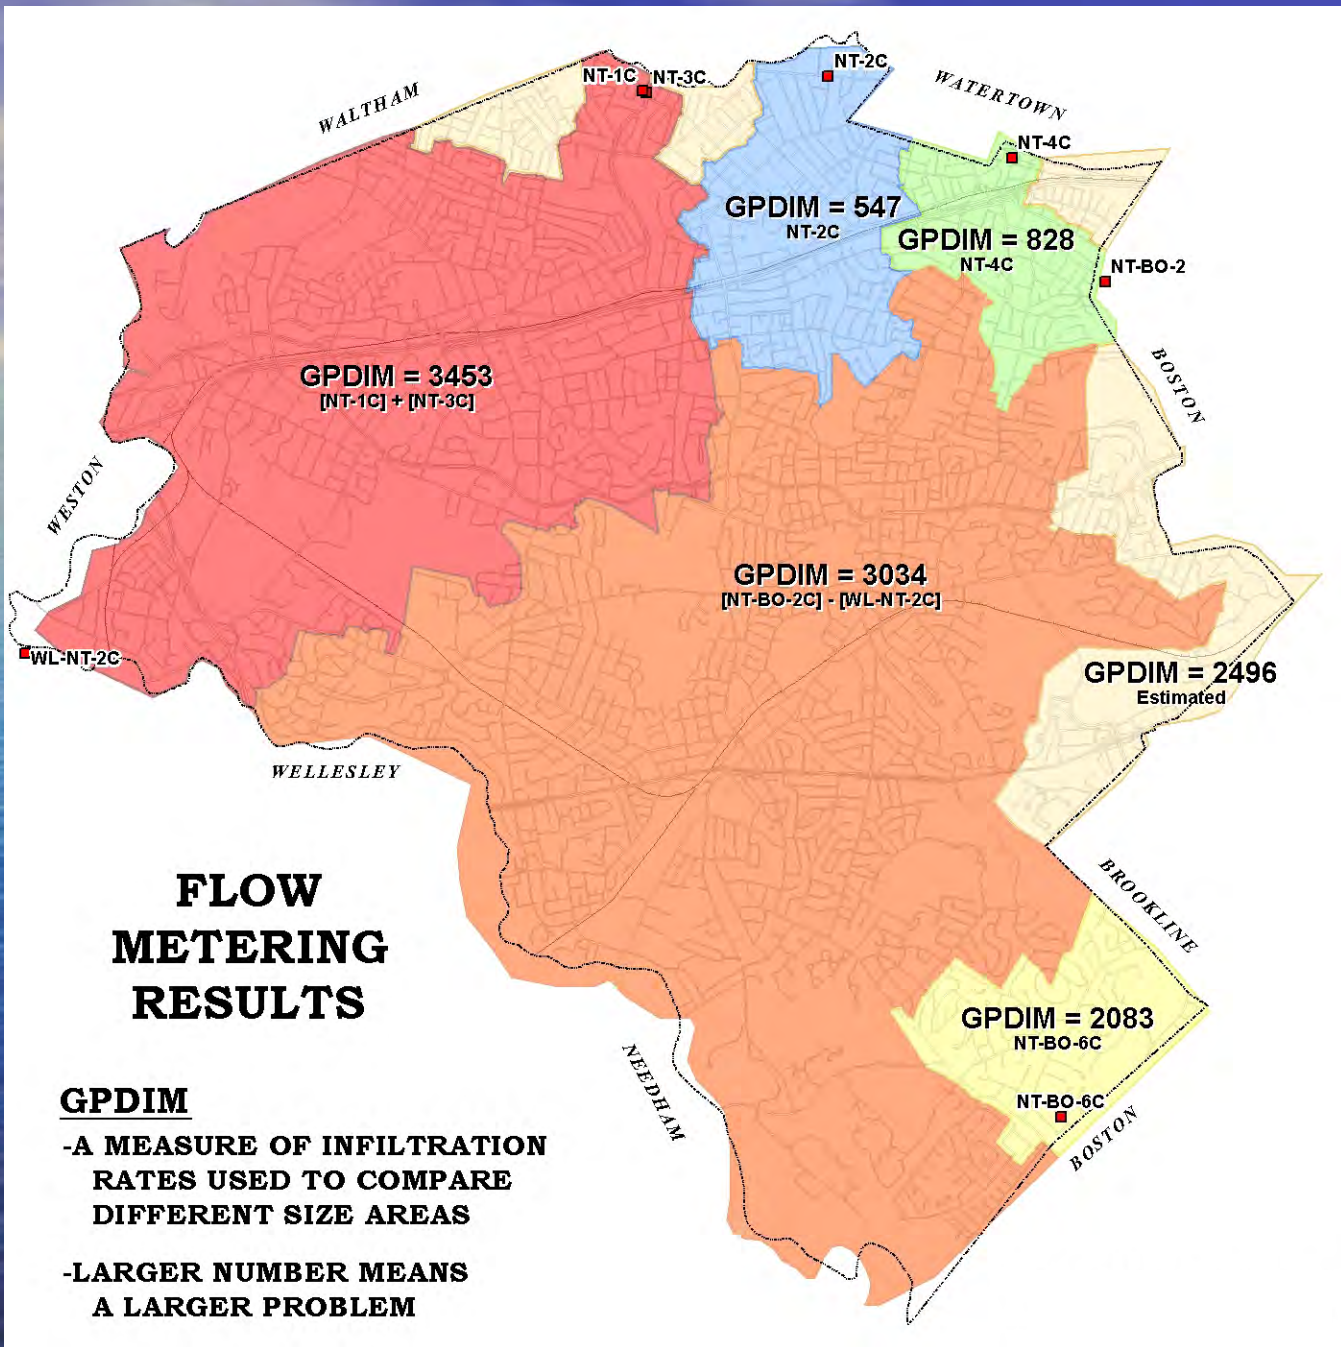 NT-2C
NT-1C
NT-3C
WALTHAM
WATERTOWN
NT-4C
GPDIM = 547
NT-2C
GPDIM = 828
NT-4C
NT-BO-2
BOSTON
GPDIM = 3453
[NT-1C] + [NT-3C]
WESTON
GPDIM = 3034
[NT-BO-2C] - [WL-NT-2C]
WL-NT-2C
GPDIM = 2496
Estimated
WELLESLEY
BROOKLINE
FLOW
METERING
RESULTS
GPDIM = 2083
NT-BO-6C
NEEDHAM
NT-BO-6C
BOSTON
GPDIM
-A MEASURE OF INFILTRATION
RATES USED TO COMPARE
DIFFERENT SIZE AREAS
-LARGER NUMBER MEANS
A LARGER PROBLEM